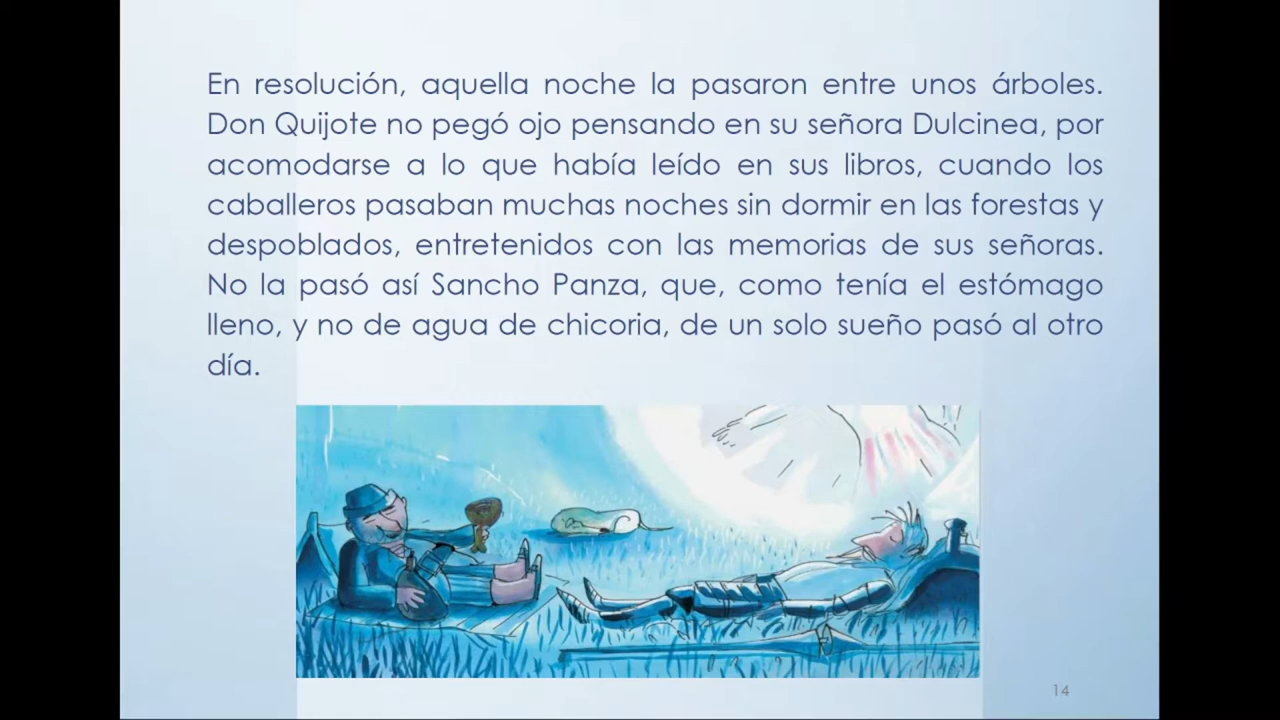 En resolución, aquella noche la pasaron entre unos árboles.
Don Quijote no pegó ojo pensando en su señora Dulcinea, por
acomodarse a lo que había leído en sus libros, cuando los
caballeros pasaban muchas noches sin dormir en las forestas y
despoblados, entretenidos con las memorias de sus señoras.
No la pasó así Sancho Panza, que, como tenía el estómago
lleno, y no de agua de chicoria, de un solo sueño pasó al otro
día.
14